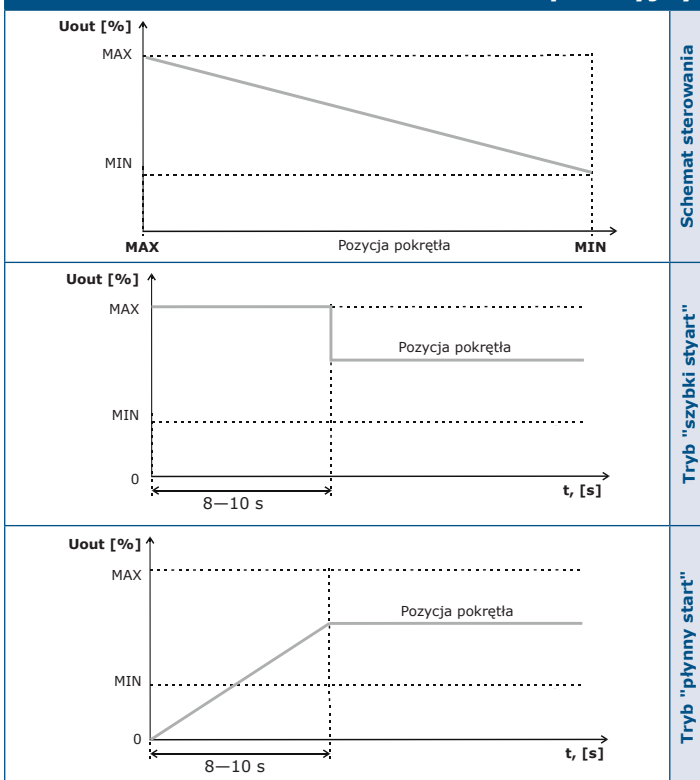 Uout [%]
MAX
MIN
MAX
Pozycja pokrętła
MIN
Schemat sterowania
Uout [%]
MAX
Pozycja pokrętła
MIN
0
t, [s]
8—10 s
Tryb "szybki styart"
Uout [%]
MAX
Pozycja pokrętła
MIN
0
t, [s]
8—10 s
Tryb "płynny start"